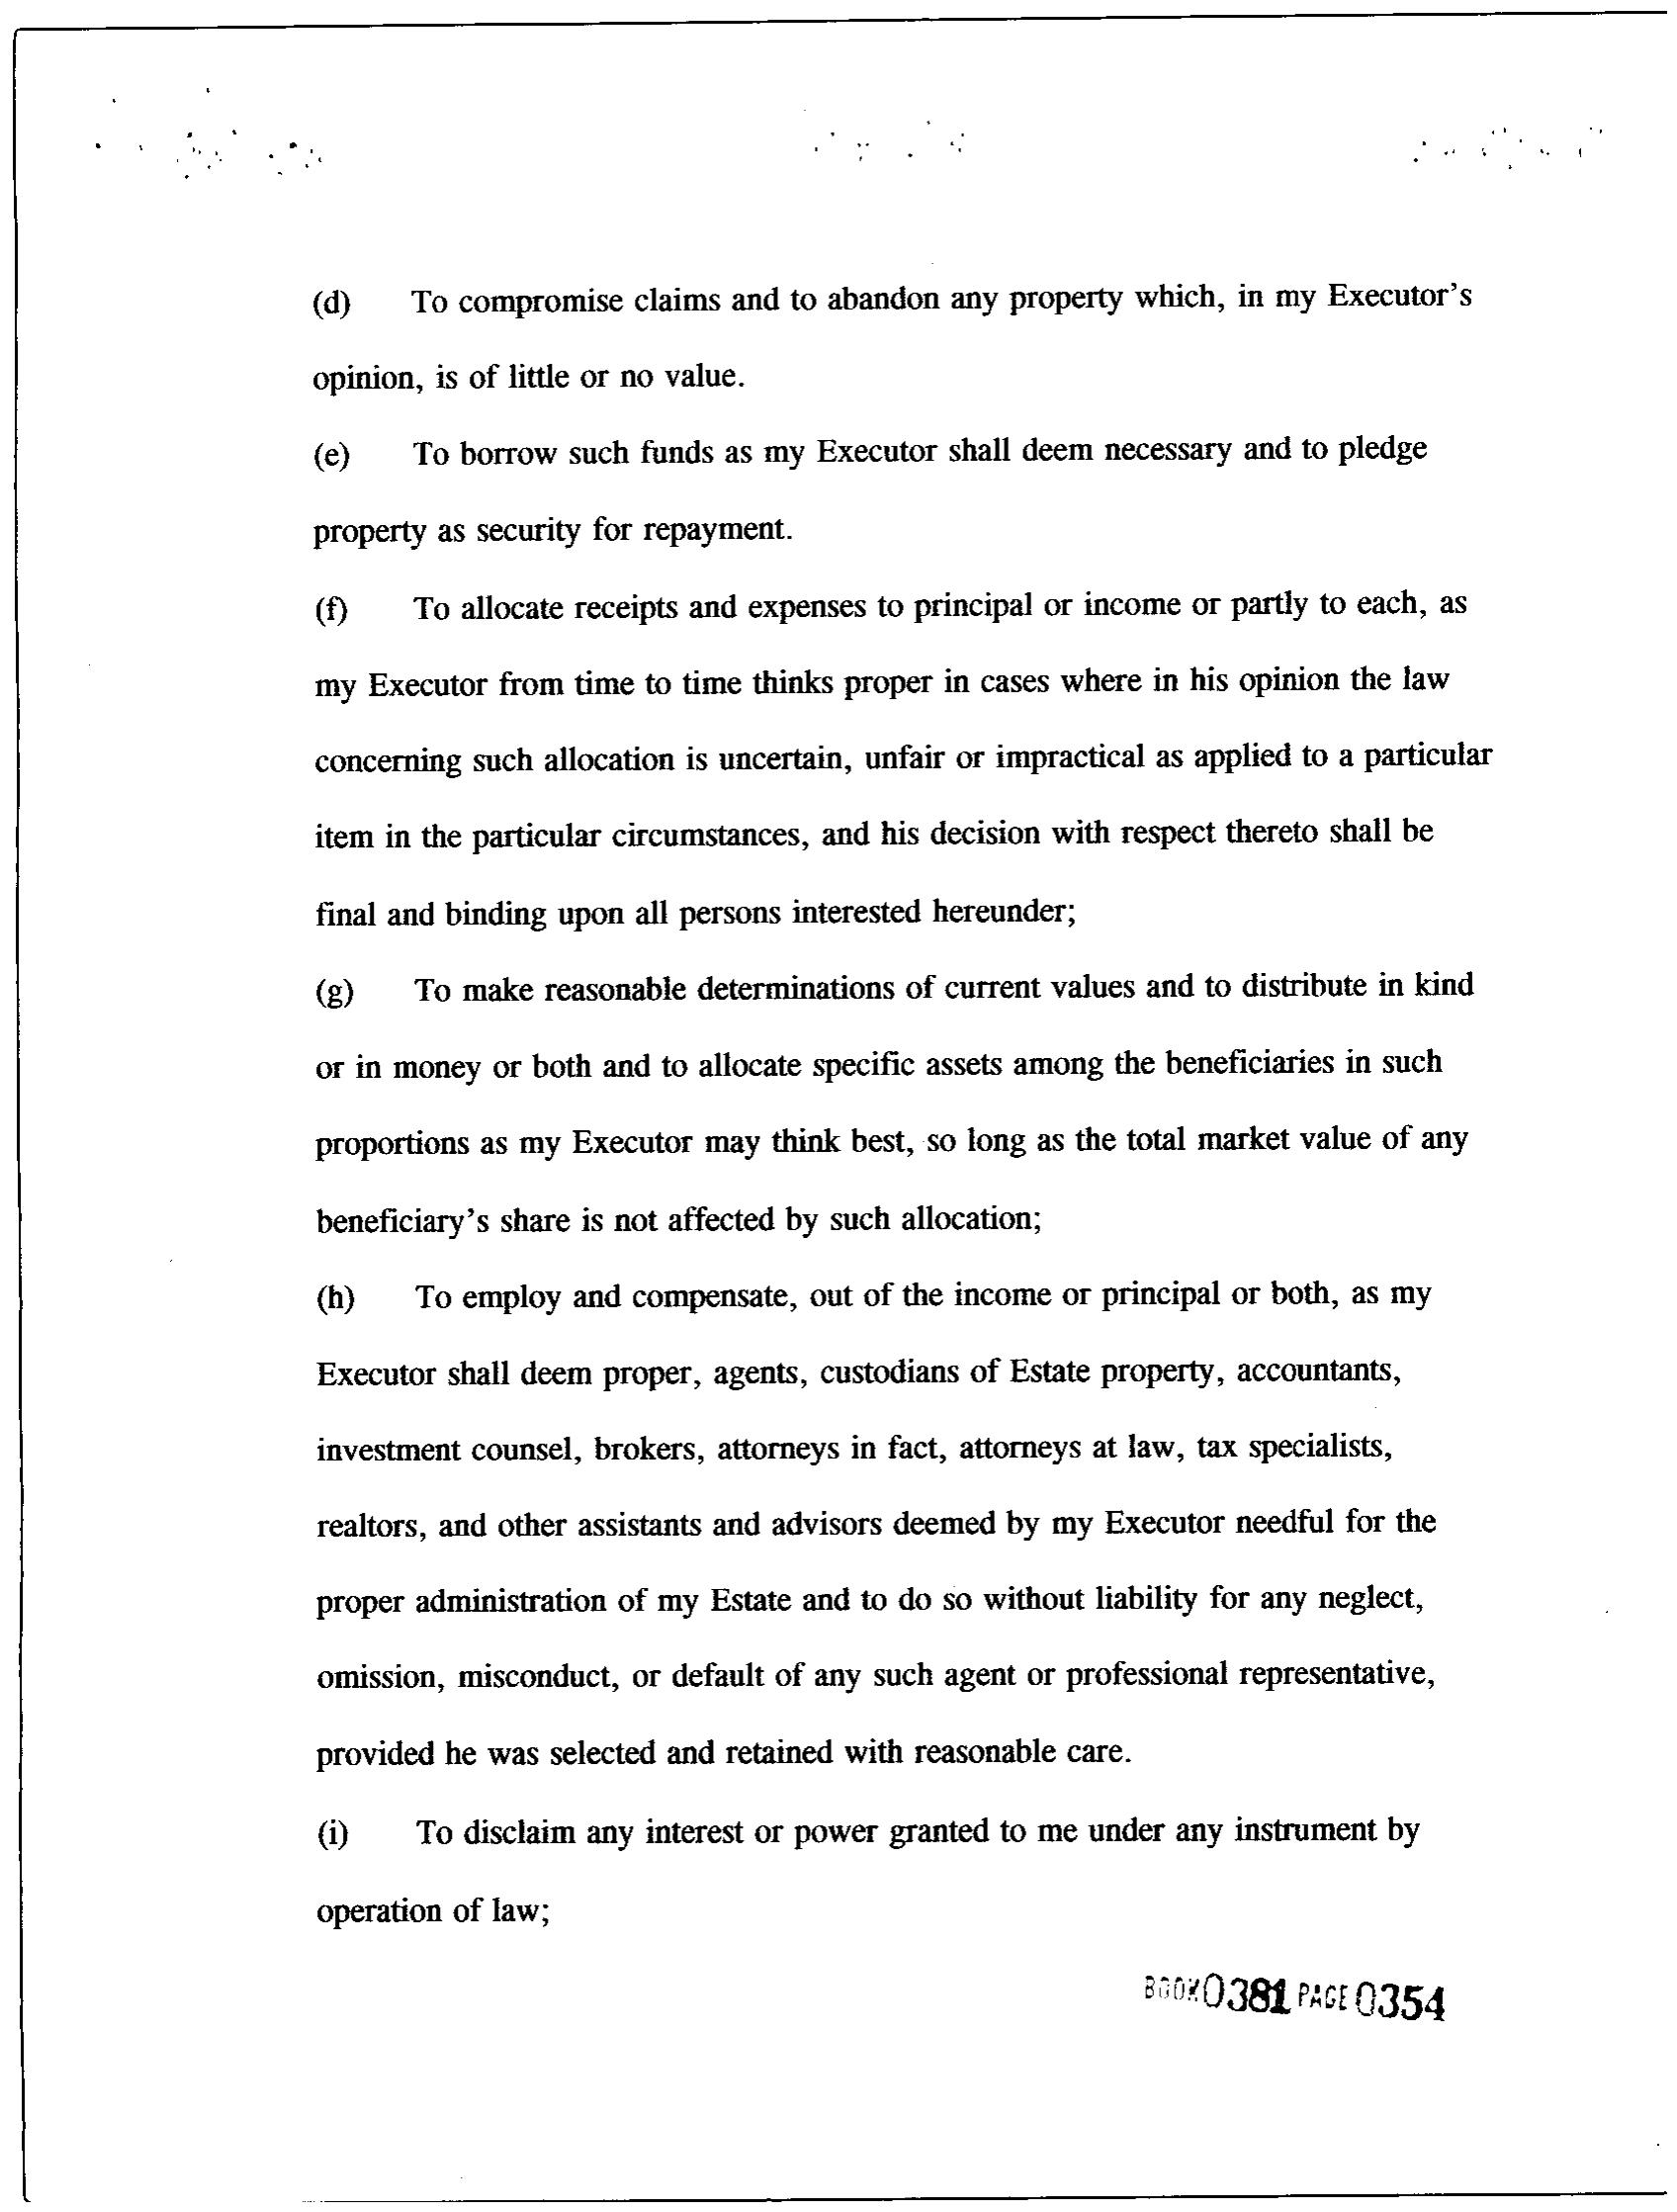 (d) To compromise claims and to abandon any property which, in my Executor's
opinion, is of little or no value.
(e) To borrow such funds as my Executor shall deem necessary and to pledge
property as security for repayment.
(f) To allocate receipts and expenses to principal or income or partly to each, as
my Executor from time to time thinks proper in cases where in his opinion the law
concerning such allocation is uncertain, unfair or impractical as applied to a particular
item in the particular circumstances, and his decision with respect thereto shall be
final and binding upon all persons interested hereunder;
(g) To make reasonable determinations of current values and to distribute in kind
or in money or both and to allocate specific assets among the beneficiaries in such
proportions as my Executor may think best, so long as the total market value of any
beneficiary's share is not affected by such allocation;
(h) To employ and compensate, out of the income or principal or both, as my
Executor shall deem proper, agents, custodians of Estate property, accountants,
investment counsel, brokers, attorneys in fact, attorneys at law, tax specialists,
realtors, and other assistants and advisors deemed by my Executor needful for the
proper administration of my Estate and to do so without liability for any neglect,
omission, misconduct, or default of any such agent or professional representative,
provided he was selected and retained with reasonable care.
(i) To disclaim any interest or power granted to me under any instrument by
operation of law;
BOOK 0381 PAGE 0354